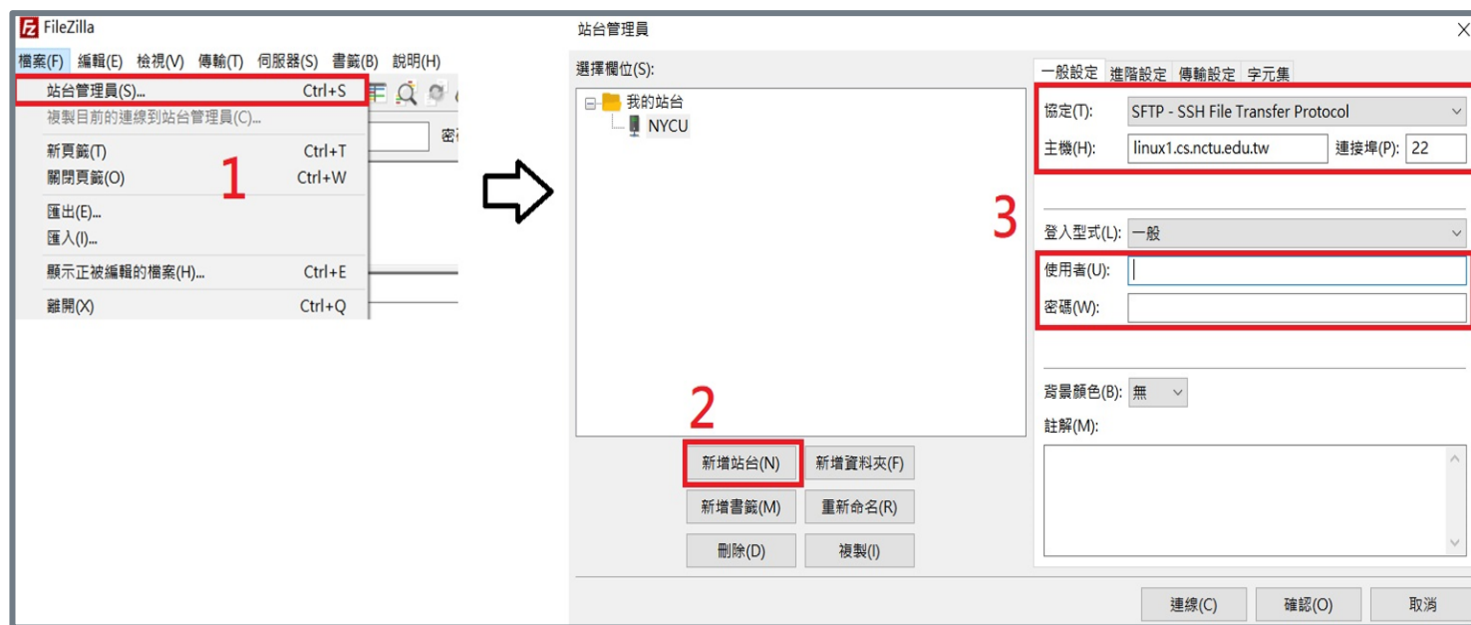 FileZilla
檔案(F) 編輯(E) 檢視(V) 傳輸(T) 伺服器(S) 書籤(B) 說明(H)
站台管理員(S)... Ctrl+S
複製目前的連線到站台管理員(C)...
新頁籤(T) Ctrl+T
關閉頁籤(O) Ctrl+W
匯出(E)...
匯入(I)...
顯示正被編輯的檔案(H)... Ctrl+E
離開(X) Ctrl+Q
1
站台管理員
選擇欄位(S):
我的站台
NYCU
2
新增站台(N) 新增資料夾(F)
新增書籤(M) 重新命名(R)
刪除(D) 複製(I)
3
一般設定 進階設定 傳輸設定 字元集
協定(T): SFTP - SSH File Transfer Protocol
主機(H): linux1.cs.nctu.edu.tw 連接埠(P): 22
登入型式(L): 一般
使用者(U):
密碼(W):
背景顏色(B): 無
註解(M):
連線(C) 確認(O) 取消